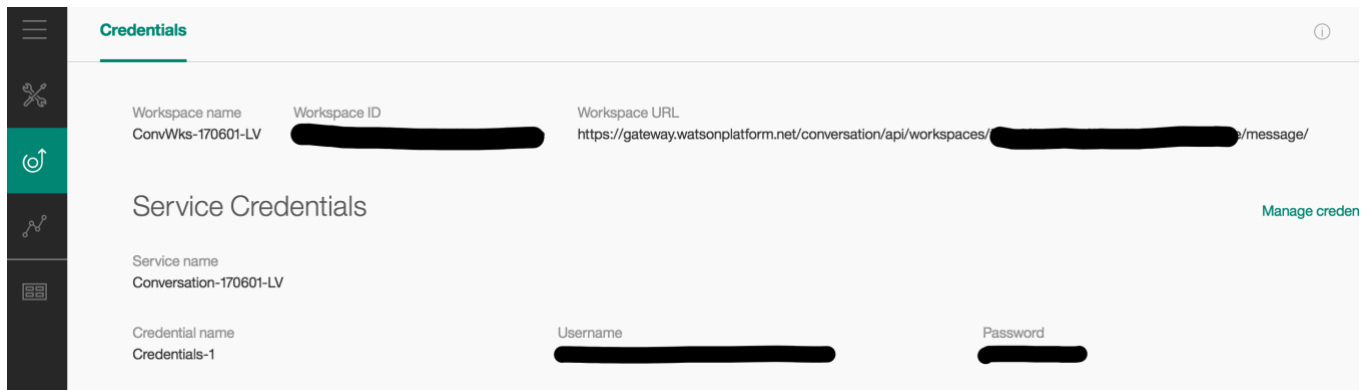 Credentials
Workspace name Workspace ID Workspace URL
ConvWks-170601-LV https://gateway.watsonplatform.net/conversation/api/workspaces/ e/message/
Service Credentials
Manage creden
Service name
Conversation-170601-LV
Credential name Username Password
Credentials-1